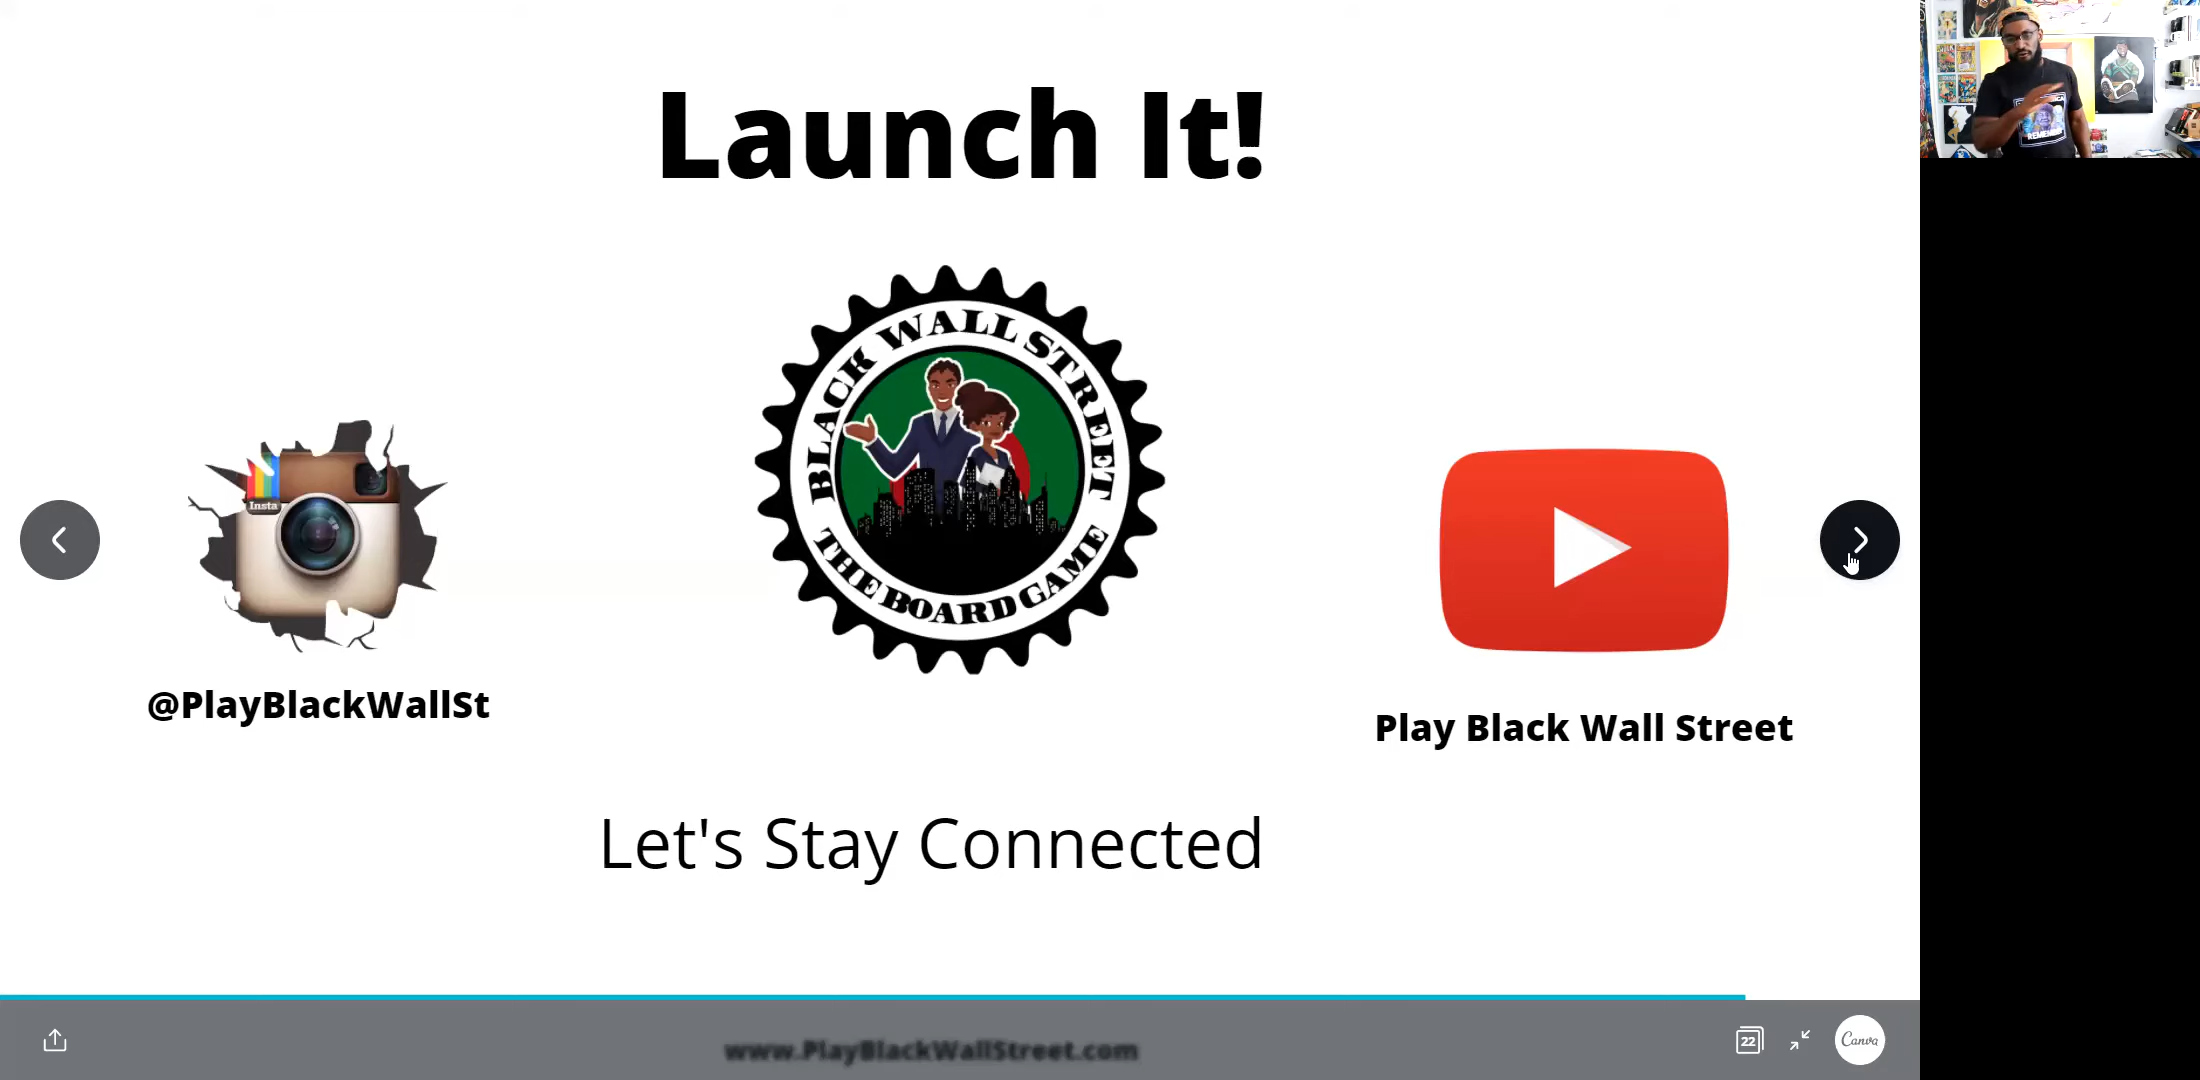 Launch It!
BLACK WALL STREET
THE BOARD GAME
Insta
@PlayBlackWallSt
Play Black Wall Street
Let's Stay Connected
www.PlayBlackWallStreet.com
22
Canva
REMEMBER